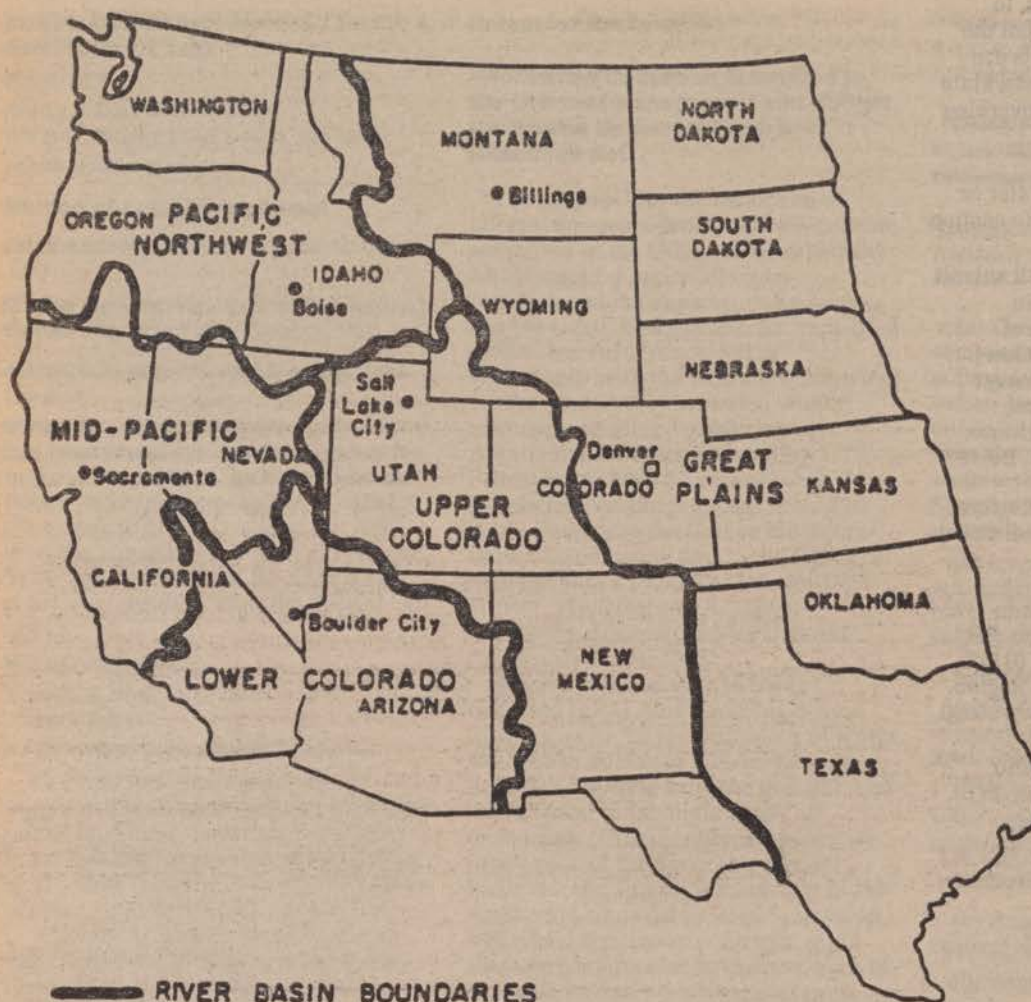 WASHINGTON
MONTANA
NORTH
DAKOTA
Billings
OREGON
PACIFIC
NORTHWEST
SOUTH
DAKOTA
IDAHO
Boise
WYOMING
NEBRASKA
Salt
Lake
City
MID-PACIFIC
NEVADA
Sacramento
UTAH
Denver
COLORADO
GREAT
PLAINS
KANSAS
UPPER
COLORADO
CALIFORNIA
Boulder City
OKLAHOMA
LOWER COLORADO
ARIZONA
NEW
MEXICO
TEXAS
RIVER BASIN BOUNDARIES